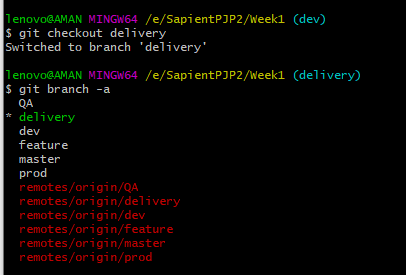 lenovo@AMAN MINGW64 /e/SapientPJP2/Week1 (dev)
$ git checkout delivery
Switched to branch 'delivery'
lenovo@AMAN MINGW64 /e/SapientPJP2/Week1 (delivery)
$ git branch -a
QA
* delivery
dev
feature
master
prod
remotes/origin/QA
remotes/origin/delivery
remotes/origin/dev
remotes/origin/feature
remotes/origin/master
remotes/origin/prod